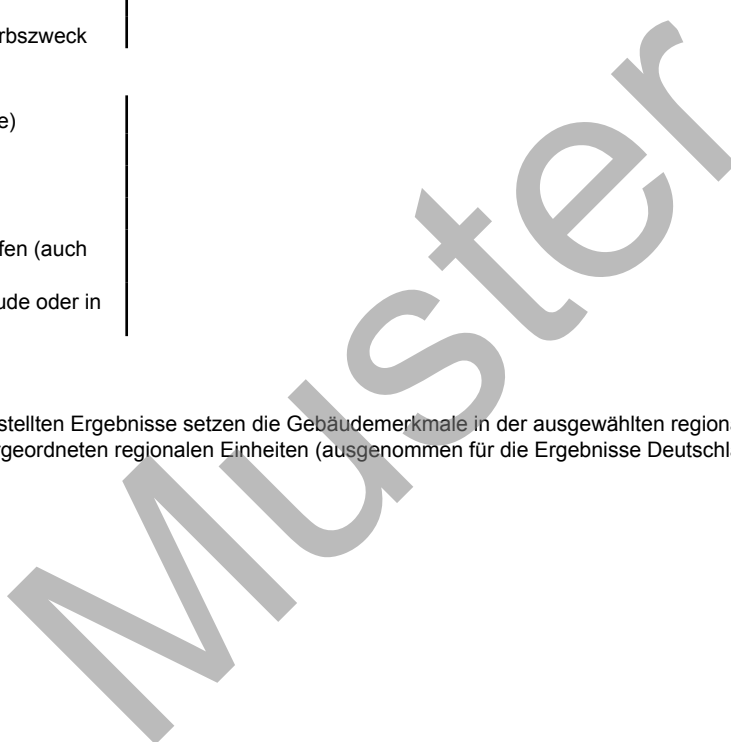 rbszweck
e)
fen (auch
ude oder in
stellten Ergebnisse setzen die Gebäudemerkmale in der ausgewählten regiona
rgeordneten regionalen Einheiten (ausgenommen für die Ergebnisse Deutschla
Muster